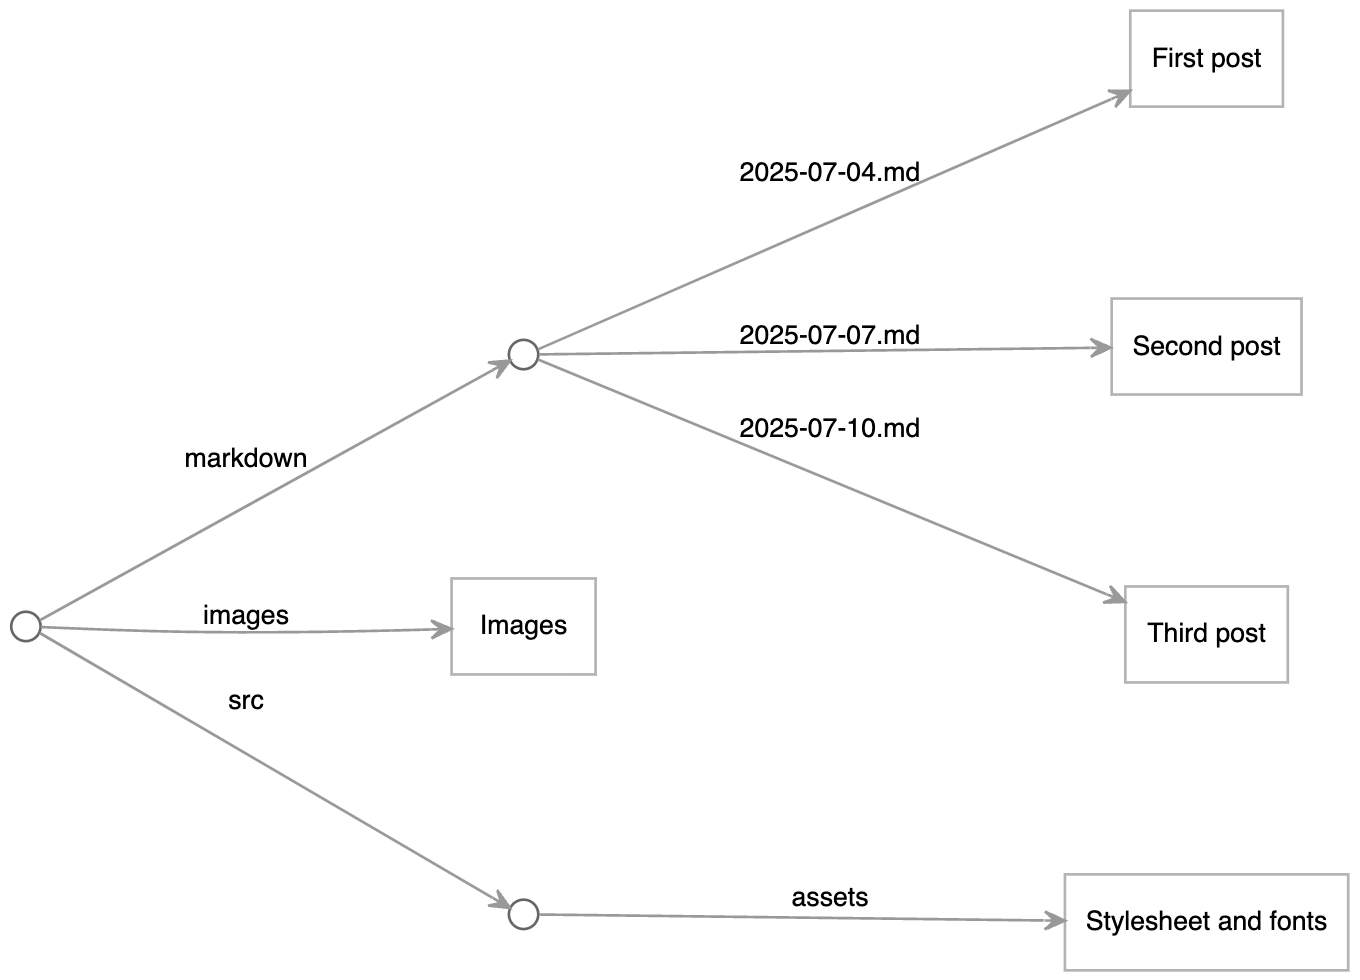 First post
2025-07-04.md
2025-07-07.md
Second post
2025-07-10.md
markdown
images
Images
Third post
src
assets
Stylesheet and fonts